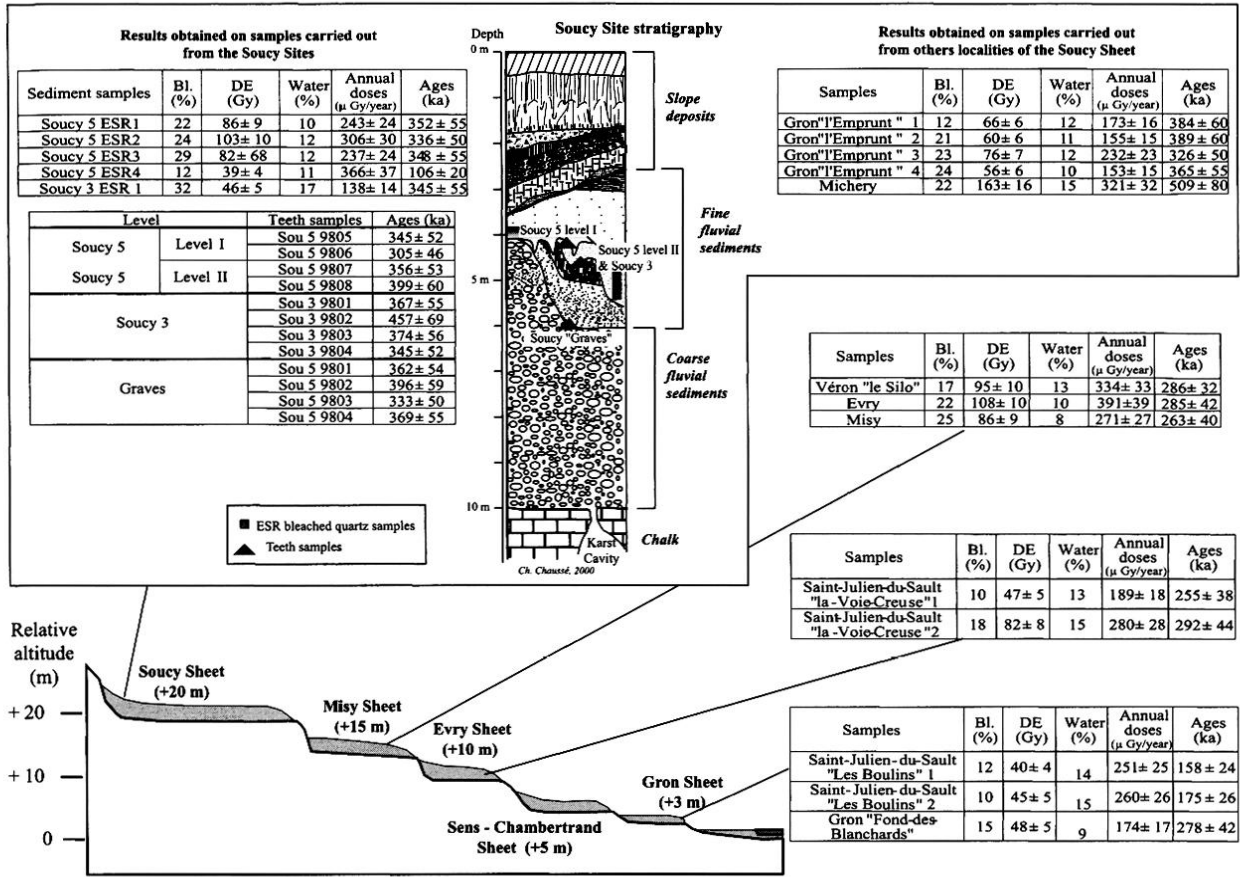 Results obtained on samples carried out
from the Soucy Sites
Sediment samples Bl. (%) DE (Gy) Water (%) Annual doses (μ Gy/year) Ages (ka)
Soucy 5 ESR1 22 86± 9 10% 243± 24 352± 55
Soucy 5 ESR2 24 103± 10 12% 306± 30 336± 50
Soucy 5 ESR3 29 82± 68 12% 237± 24 348 ± 55
Soucy 5 ESR4 12 39± 4 11% 366± 37 106± 20
Soucy 3 ESR 1 32 46± 5 17% 138± 14 345± 55
Level Teeth samples Ages (ka)
Soucy 5 Level I Sou 5 9805 345± 52
Sou 5 9806 305± 46
Soucy 5 Level II Sou 5 9807 356± 53
Sou 5 9808 399± 60
Soucy 3 Sou 3 9801 367± 55
Sou 3 9802 457± 69
Sou 3 9803 374± 56
Sou 3 9804 345± 52
Graves Sou 5 9801 362± 54
Sou 5 9802 396± 59
Sou 5 9803 333± 50
Sou 5 9804 369± 55
ESR bleached quartz samples
Teeth samples
Soucy Site stratigraphy
Depth
0 m
5 m
10 m
Slope
deposits
Fine
fluvial
sediments
Coarse
fluvial
sediments
Soucy 5 level I
Soucy 5 level II
& Soucy 3
Soucy "Graves"
Chalk
Karst
Cavity
Ch. Chaussé, 2000
Results obtained on samples carried out
from others localities of the Soucy Sheet
Samples Bl. (%) DE (Gy) Water (%) Annual doses (μ Gy/year) Ages (ka)
Gron"l'Emprunt " 1 12 66± 6 12 173± 16 384± 60
Gron"l'Emprunt " 2 21 60± 6 11 155± 15 389± 60
Gron"l'Emprunt " 3 23 76± 7 12 232± 23 326± 50
Gron"l'Emprunt " 4 24 56± 6 10 153± 15 365± 55
Michery 22 163± 16 15 321± 32 509± 80
Samples Bl. (%) DE (Gy) Water (%) Annual doses (μ Gy/year) Ages (ka)
Véron "le Silo" 17 95± 10 13 334± 33 286± 32
Evry 22 108± 10 10 391±39 285± 42
Misy 25 86± 9 8 271± 27 263± 40
Samples Bl. (%) DE (Gy) Water (%) Annual doses (μ Gy/year) Ages (ka)
Saint-Julien-du-Sault
"la -Voie-Creuse" 1 10 47± 5 13 189± 18 255± 38
Saint-Julien-du-Sault
"la-Voie-Creuse "2 18 82± 8 15 280± 28 292± 44
Samples Bl. (%) DE (Gy) Water (%) Annual doses (μ Gy/year) Ages (ka)
Saint-Julien-du-Sault
"Les Boulins" 1 12 40± 4 14 251± 25 158 ± 24
Saint-Julien-du-Sault
"Les Boulins" 2 10 45± 5 15 260± 26 175± 26
Gron "Fond-des-
Blanchards" 15 48± 5 9 174± 17 278± 42
Relative
altitude
(m)
+ 20
+ 10
0
Soucy Sheet
(+20 m)
Misy Sheet
(+15 m)
Evry Sheet
(+10 m)
Sens - Chambertrand
Sheet (+5 m)
Gron Sheet
(+3 m)